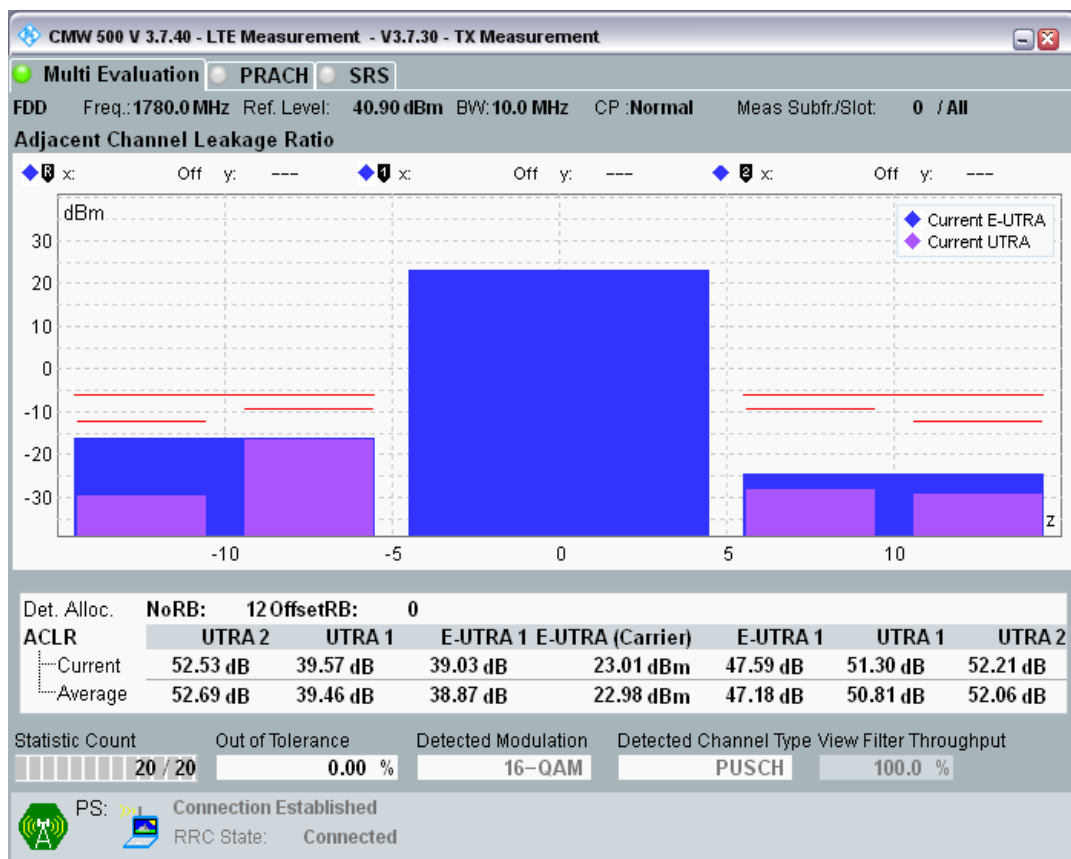 CMW 500 V 3.7.40 - LTE Measurement - V3.7.30 - TX Measurement
Multi Evaluation PRACH SRS
FDD Freq.: 1780.0 MHz Ref. Level: 40.90 dBm BW: 10.0 MHz CP :Normal Meas Subfr./Slot: 0 / All
Adjacent Channel Leakage Ratio
R x: Off y: --- 1 x: Off y: --- 2 x: Off y: ---
dBm
Current E-UTRA
Current UTRA
30
20
10
0
-10
-20
-30
z
-10 -5 0 5 10
Det. Alloc. NoRB: 12 OffsetRB: 0
ACLR UTRA 2 UTRA 1 E-UTRA 1 E-UTRA (Carrier) E-UTRA 1 UTRA 1 UTRA 2
Current 52.53 dB 39.57 dB 39.03 dB 23.01 dBm 47.59 dB 51.30 dB 52.21 dB
Average 52.69 dB 39.46 dB 38.87 dB 22.98 dBm 47.18 dB 50.81 dB 52.06 dB
Statistic Count Out of Tolerance Detected Modulation Detected Channel Type View Filter Throughput
20 / 20 0.00 % 16-QAM PUSCH 100.0 %
PS: Connection Established
RRC State: Connected